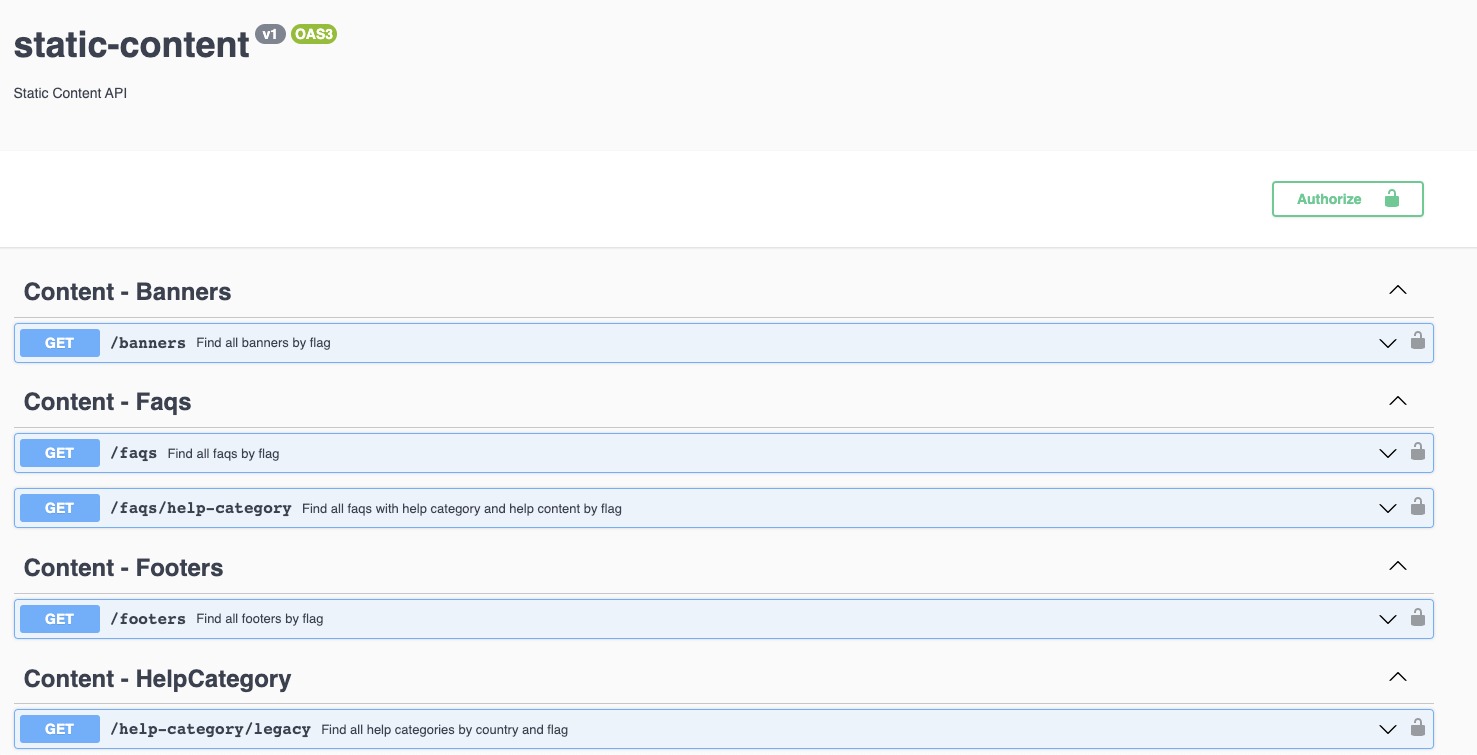 static-content v1 OAS3
Static Content API
Authorize
Content - Banners
GET /banners Find all banners by flag
Content - Faqs
GET /faqs Find all faqs by flag
GET /faqs/help-category Find all faqs with help category and help content by flag
Content - Footers
GET /footers Find all footers by flag
Content - HelpCategory
GET /help-category/legacy Find all help categories by country and flag